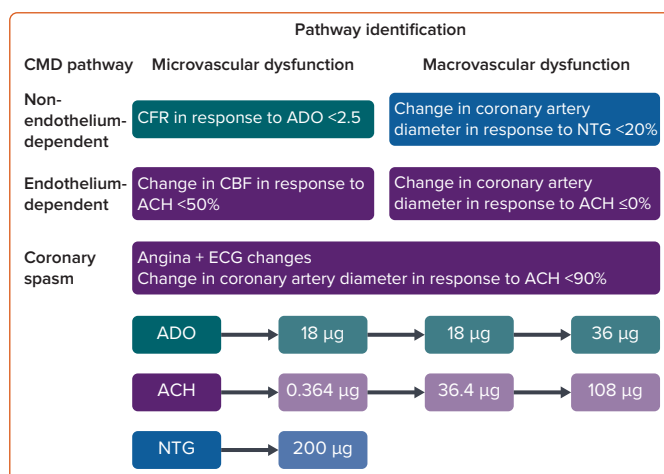 Pathway identification
CMD pathway Microvascular dysfunction Macrovascular dysfunction
Non-
endothelium-
dependent
CFR in response to ADO <2.5
Change in coronary artery
diameter in response to NTG <20%
Endothelium-
dependent
Change in CBF in response to
ACH <50%
Change in coronary artery
diameter in response to ACH ≤0%
Coronary
spasm
Angina + ECG changes
Change in coronary artery diameter in response to ACH <90%
ADO 18 µg 18 µg 36 µg
ACH 0.364 µg 36.4 µg 108 µg
NTG 200 µg